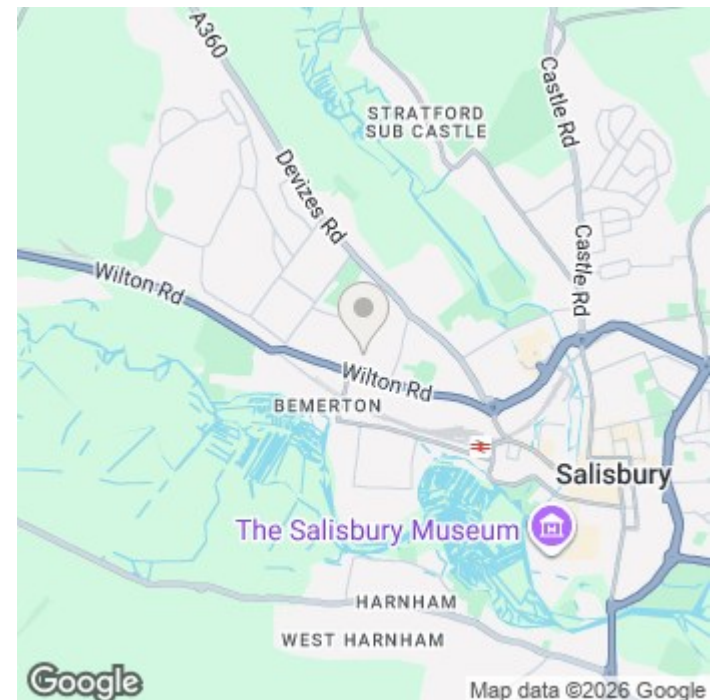 A360
STRATFORD
SUB CASTLE
Castle Rd
Devizes Rd
Castle Rd
Wilton Rd
Wilton Rd
BEMERTON
Salisbury
The Salisbury Museum
HARNHAM
WEST HARNHAM
Google
Map data ©2026 Google